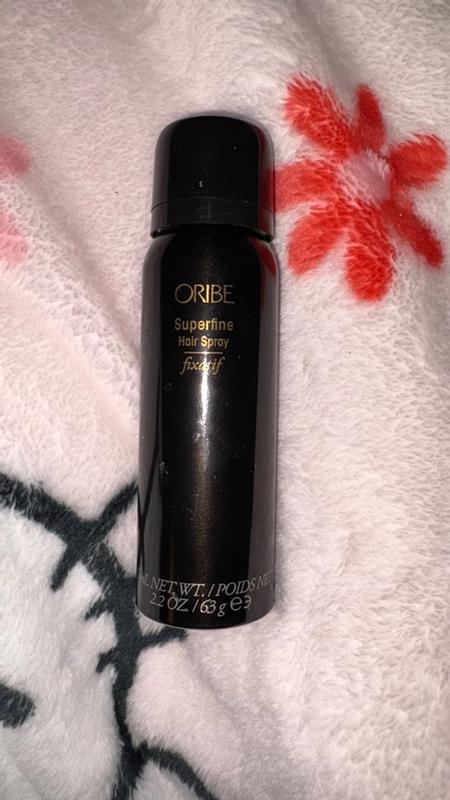 ORIBE
Superfine
Hair Spray
fixatif
NET WT. / POIDS NET
2.2 OZ. / 63 g e